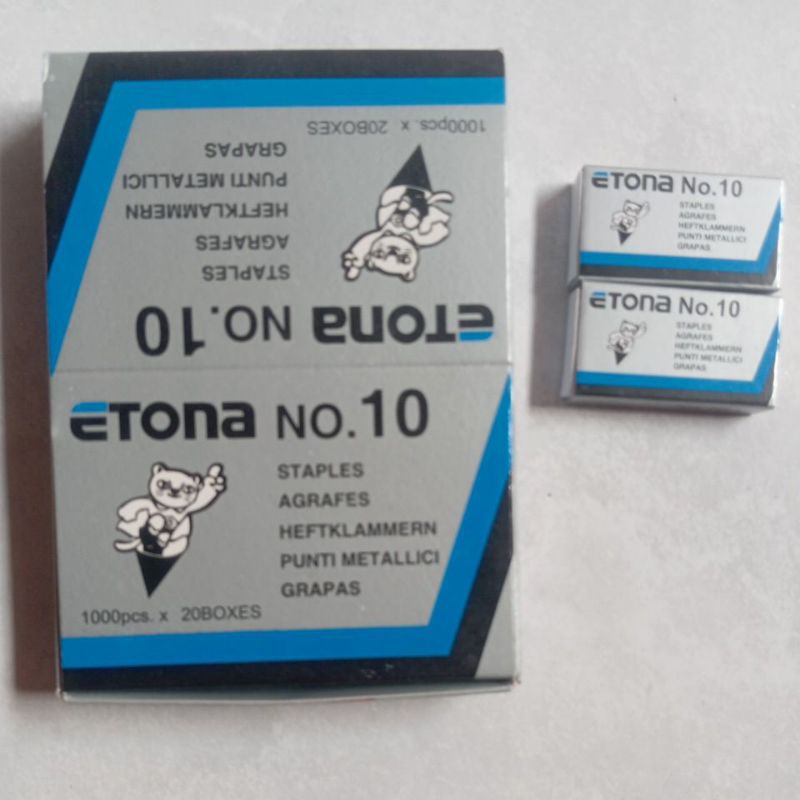 1000pcs. x 20BOXES
GRAPAS
PUNTI METALLICI
HEFTKLAMMERN
AGRAFES
STAPLES
ETONA NO.10
ETONA NO.10
STAPLES
AGRAFES
HEFTKLAMMERN
PUNTI METALLICI
GRAPAS
1000pcs. x 20BOXES
ETONA No.10
STAPLES
AGRAFES
HEFTKLAMMERN
PUNTI METALLICI
GRAPAS
ETONA No.10
STAPLES
AGRAFES
HEFTKLAMMERN
PUNTI METALLICI
GRAPAS